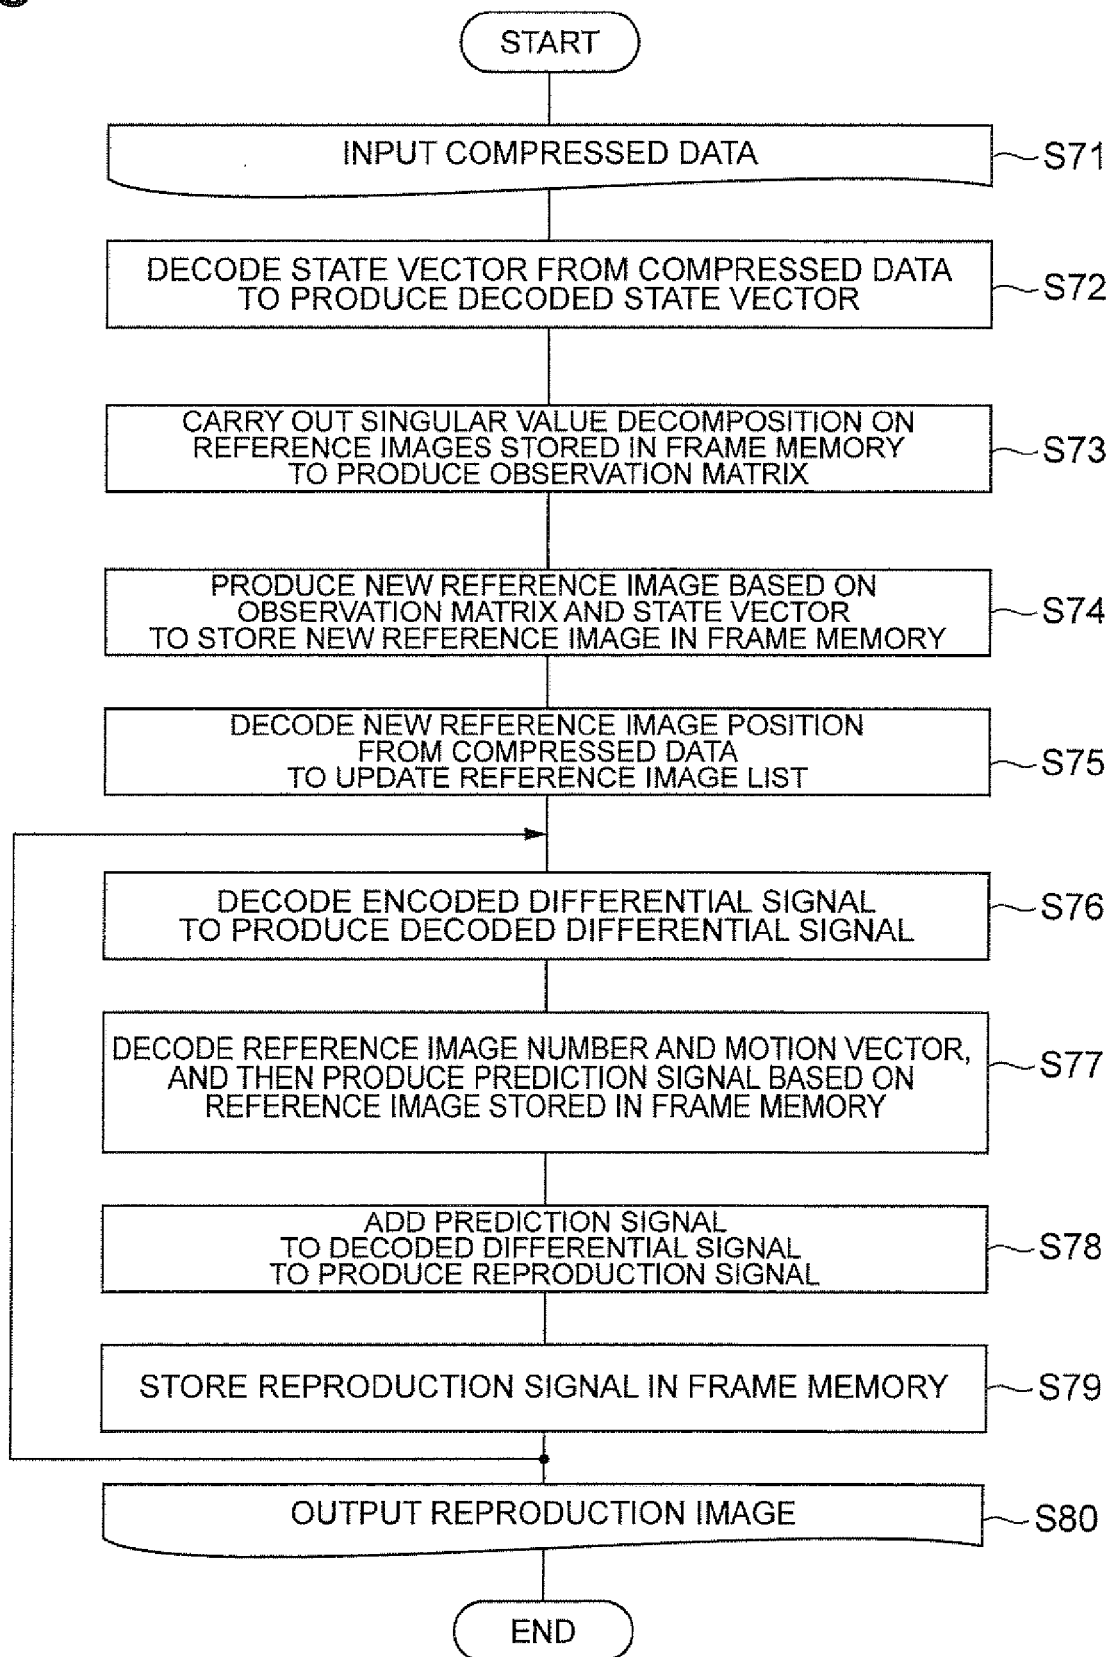 START
INPUT COMPRESSED DATA
S71
DECODE STATE VECTOR FROM COMPRESSED DATA
TO PRODUCE DECODED STATE VECTOR
S72
CARRY OUT SINGULAR VALUE DECOMPOSITION ON
REFERENCE IMAGES STORED IN FRAME MEMORY
TO PRODUCE OBSERVATION MATRIX
S73
PRODUCE NEW REFERENCE IMAGE BASED ON
OBSERVATION MATRIX AND STATE VECTOR
TO STORE NEW REFERENCE IMAGE IN FRAME MEMORY
S74
DECODE NEW REFERENCE IMAGE POSITION
FROM COMPRESSED DATA
TO UPDATE REFERENCE IMAGE LIST
S75
DECODE ENCODED DIFFERENTIAL SIGNAL
TO PRODUCE DECODED DIFFERENTIAL SIGNAL
S76
DECODE REFERENCE IMAGE NUMBER AND MOTION VECTOR,
AND THEN PRODUCE PREDICTION SIGNAL BASED ON
REFERENCE IMAGE STORED IN FRAME MEMORY
S77
ADD PREDICTION SIGNAL
TO DECODED DIFFERENTIAL SIGNAL
TO PRODUCE REPRODUCTION SIGNAL
S78
STORE REPRODUCTION SIGNAL IN FRAME MEMORY
S79
OUTPUT REPRODUCTION IMAGE
S80
END